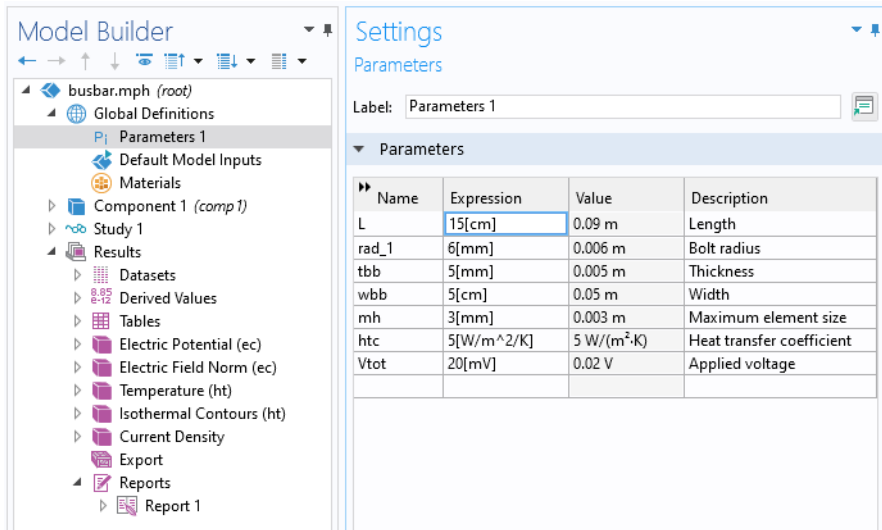 Model Builder
busbar.mph (root)
Global Definitions
Pi Parameters 1
Default Model Inputs
Materials
Component 1 (comp1)
Study 1
Results
Datasets
8.85
e-12 Derived Values
Tables
Electric Potential (ec)
Electric Field Norm (ec)
Temperature (ht)
Isothermal Contours (ht)
Current Density
Export
Reports
Report 1
Settings
Parameters
Label: Parameters 1
Parameters
Name Expression Value Description
L 15[cm] 0.09 m Length
rad_1 6[mm] 0.006 m Bolt radius
tbb 5[mm] 0.005 m Thickness
wbb 5[cm] 0.05 m Width
mh 3[mm] 0.003 m Maximum element size
htc 5[W/m^2/K] 5 W/(m²·K) Heat transfer coefficient
Vtot 20[mV] 0.02 V Applied voltage